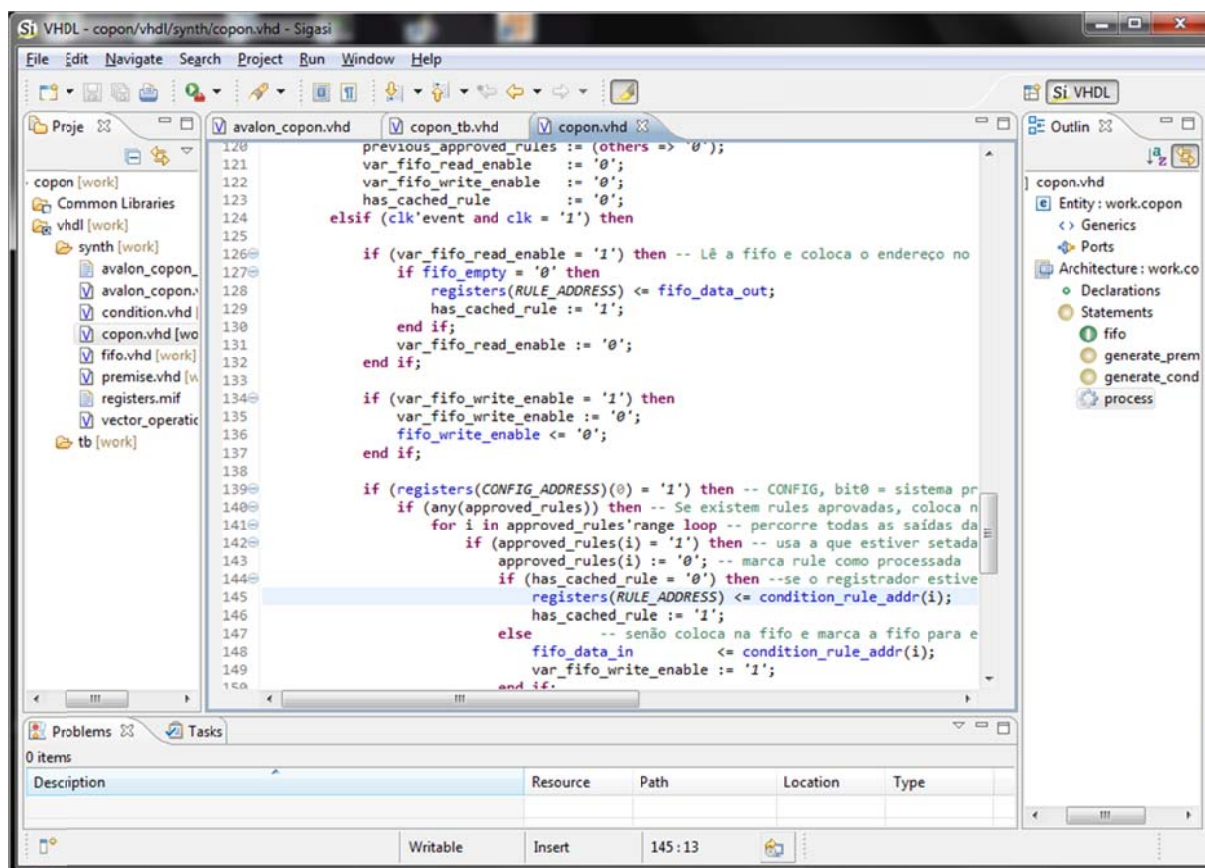 Si VHDL - copon/vhdl/synth/copon.vhd - Sigasi
File Edit Navigate Search Project Run Window Help
Si VHDL
Proje
avalon_copon.vhd copon_tb.vhd copon.vhd
Outlin
copon [work]
Common Libraries
vhdl [work]
synth [work]
avalon_copon_
avalon_copon.
condition.vhd
copon.vhd [wo
fifo.vhd [work]
premise.vhd [w
registers.mif
vector_operatic
tb [work]
120 previous_approved_rules := (others => '0');
121 var_fifo_read_enable := '0';
122 var_fifo_write_enable := '0';
123 has_cached_rule := '0';
124 elsif (clk'event and clk = '1') then
125
126 if (var_fifo_read_enable = '1') then -- Lê a fifo e coloca o endereço no
127 if fifo_empty = '0' then
128 registers(RULE_ADDRESS) <= fifo_data_out;
129 has_cached_rule := '1';
130 end if;
131 var_fifo_read_enable := '0';
132 end if;
133
134 if (var_fifo_write_enable = '1') then
135 var_fifo_write_enable := '0';
136 fifo_write_enable <= '0';
137 end if;
138
139 if (registers(CONFIG_ADDRESS)(0) = '1') then -- CONFIG, bit0 = sistema pr
140 if (any(approved_rules)) then -- Se existem rules aprovadas, coloca n
141 for i in approved_rules'range loop -- percorre todas as saídas da
142 if (approved_rules(i) = '1') then -- usa a que estiver setada
143 approved_rules(i) := '0'; -- marca rule como processada
144 if (has_cached_rule = '0') then --se o registrador estive
145 registers(RULE_ADDRESS) <= condition_rule_addr(i);
146 has_cached_rule := '1';
147 else -- senão coloca na fifo e marca a fifo para e
148 fifo_data_in <= condition_rule_addr(i);
149 var_fifo_write_enable := '1';
150 end if;
copon.vhd
Entity : work.copon
Generics
Ports
Architecture : work.co
Declarations
Statements
fifo
generate_prem
generate_cond
process
Problems Tasks
0 items
Description Resource Path Location Type
Writable Insert 145 : 13